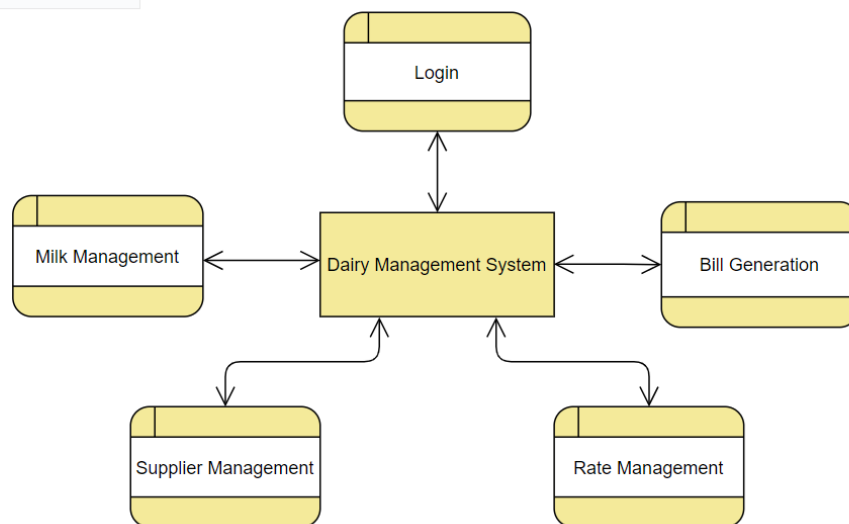 Login
Milk Management
Dairy Management System
Bill Generation
Supplier Management
Rate Management